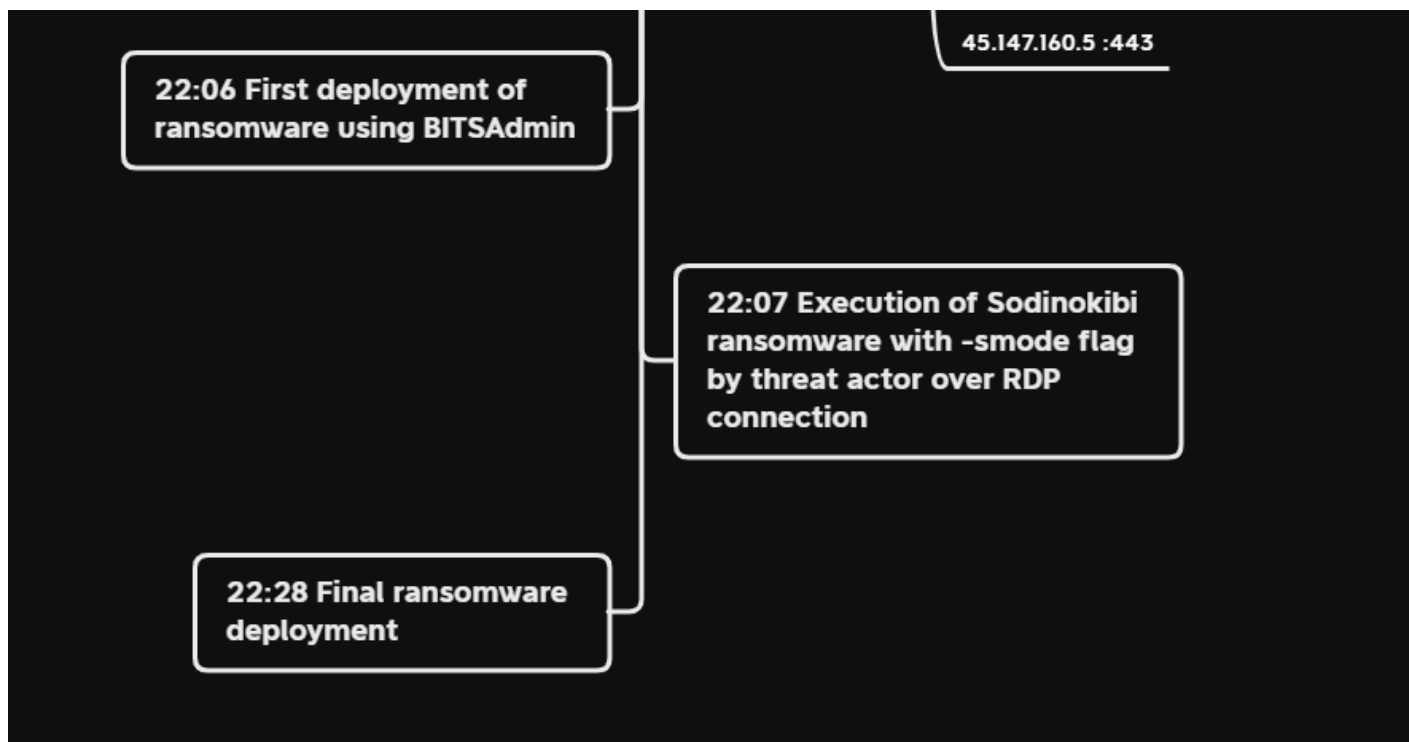 45.147.160.5 :443
22:06 First deployment of
ransomware using BITSAdmin
22:07 Execution of Sodinokibi
ransomware with -smode flag
by threat actor over RDP
connection
22:28 Final ransomware
deployment